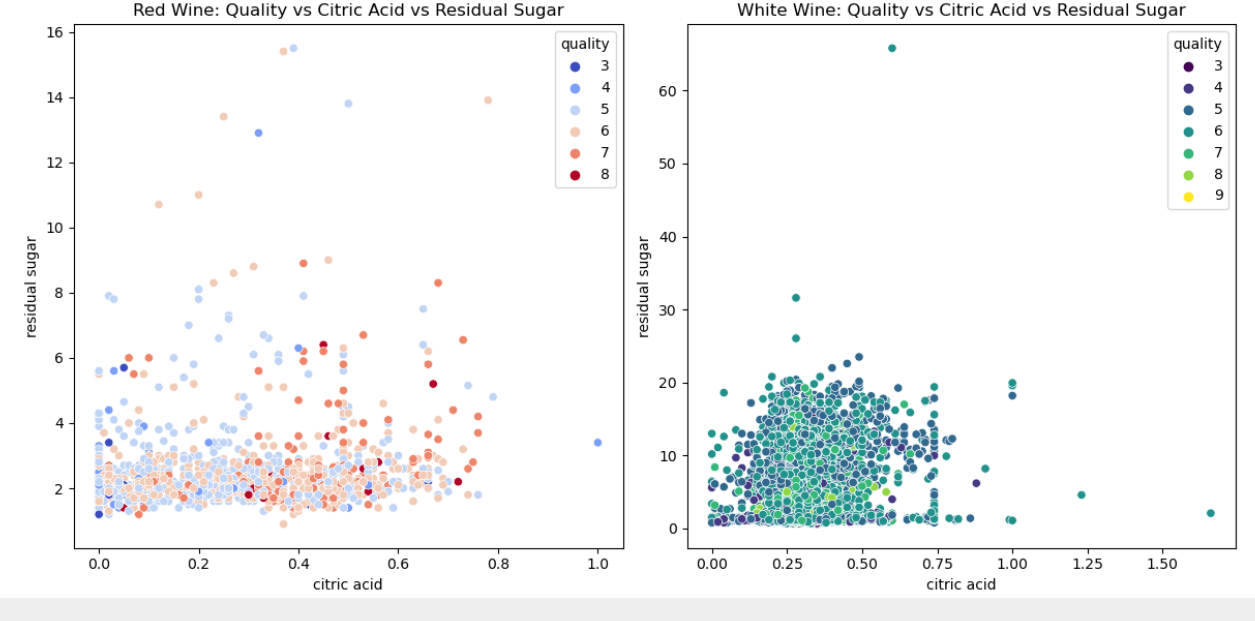 Red Wine: Quality vs Citric Acid vs Residual Sugar
16
14
12
10
8
6
4
2
residual sugar
0.0 0.2 0.4 0.6 0.8 1.0
citric acid
quality
3
4
5
6
7
8
White Wine: Quality vs Citric Acid vs Residual Sugar
60
50
40
30
20
10
0
residual sugar
0.00 0.25 0.50 0.75 1.00 1.25 1.50
citric acid
quality
3
4
5
6
7
8
9